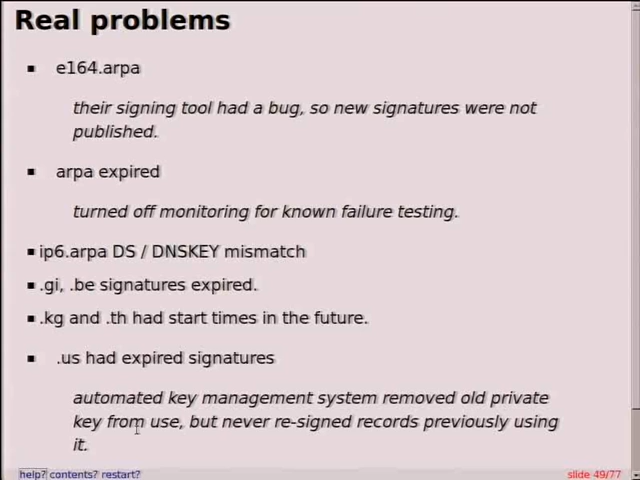 Real problems
e164.arpa
their signing tool had a bug, so new signatures were not
published.
arpa expired
turned off monitoring for known failure testing.
ip6.arpa DS / DNSKEY mismatch
.gi, .be signatures expired.
.kg and .th had start times in the future.
.us had expired signatures
automated key management system removed old private
key from use, but never re-signed records previously using
it.
help? contents? restart?
slide 49/77